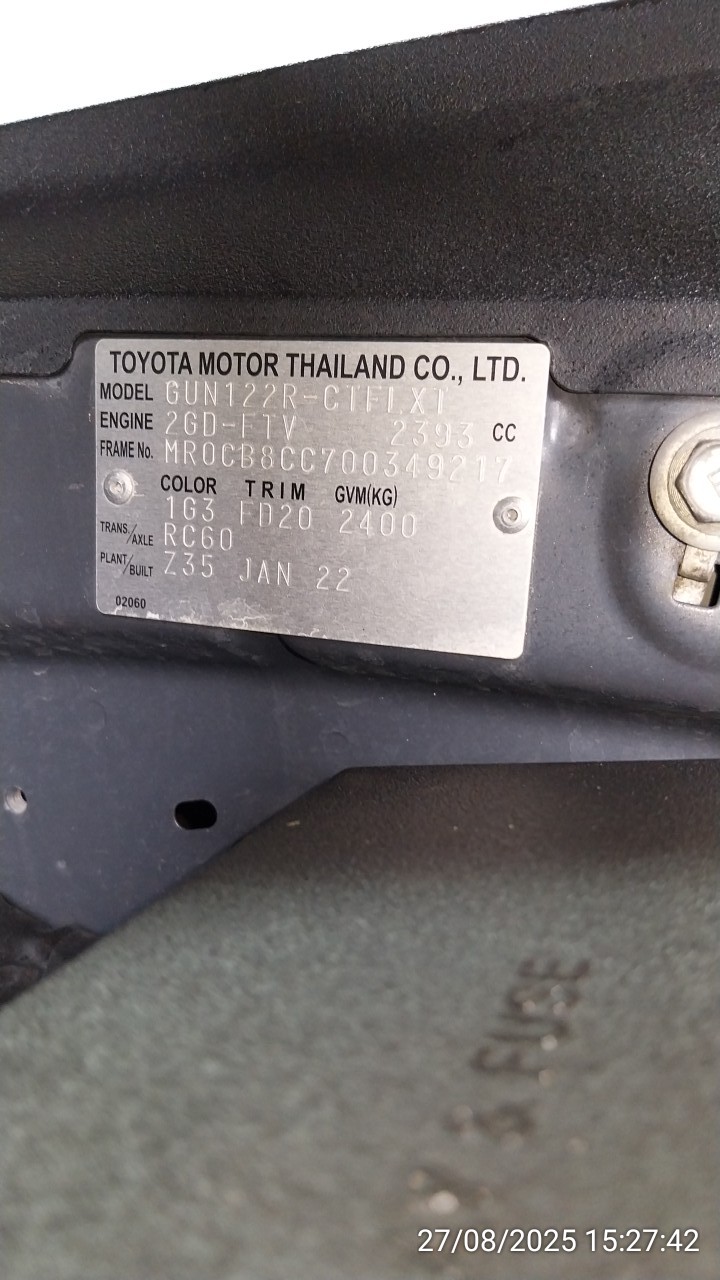 TOYOTA MOTOR THAILAND CO., LTD.
MODEL GUN122R-CTFLXT
ENGINE 2GD-FTV 2393 CC
FRAME No. MR0CB8CC700349217
COLOR TRIM GVM(KG)
1G3 FD20 2400
TRANS./AXLE RC60
PLANT/BUILT Z35 JAN 22
02060
& FUSE
27/08/2025 15:27:42